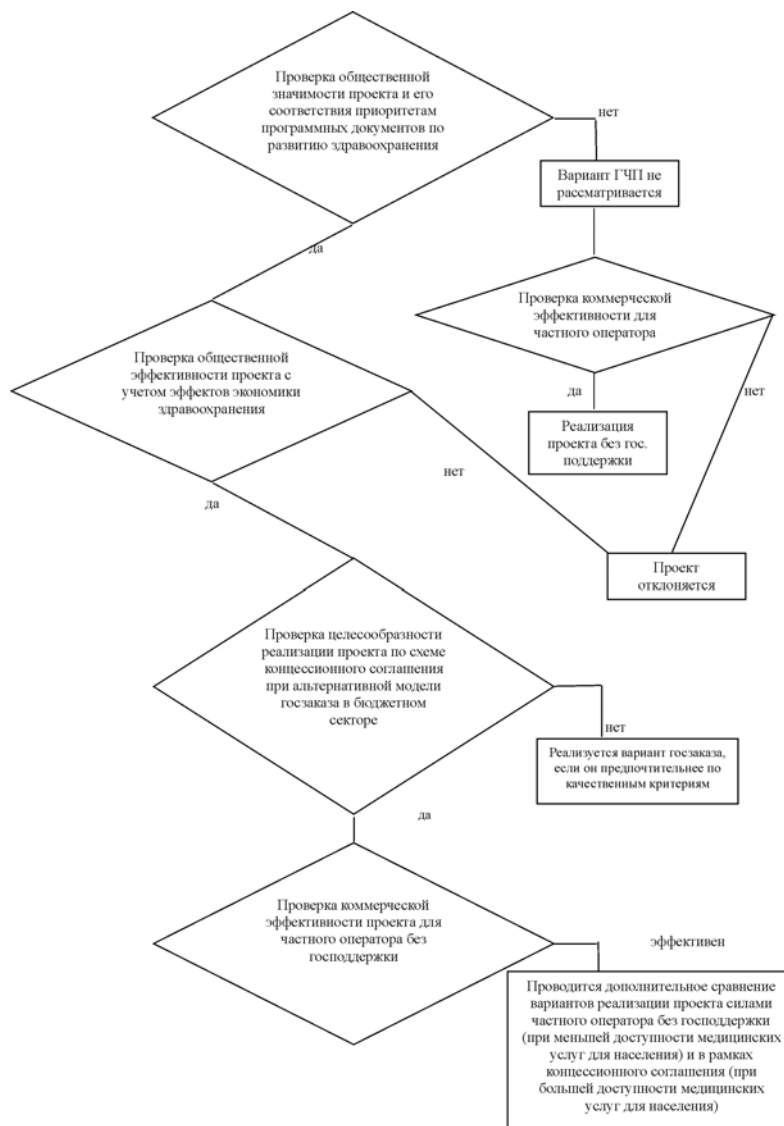 Проверка общественной
значимости проекта и его
соответствия приоритетам
программных документов по
развитию здравоохранения
нет
Вариант ГЧП не
рассматривается
да
Проверка коммерческой
эффективности для
частного оператора
Проверка общественной
эффективности проекта с
учетом эффектов экономики
здравоохранения
да
нет
Реализация
проекта без гос.
поддержки
нет
да
Проект
отклоняется
Проверка целесообразности
реализации проекта по схеме
концессионного соглашения
при альтернативной модели
госзаказа в бюджетном
секторе
нет
Реализуется вариант госзаказа,
если он предпочтительнее по
качественным критериям
да
Проверка коммерческой
эффективности проекта для
частного оператора без
господдержки
эффективен
Проводится дополнительное сравнение
вариантов реализации проекта силами
частного оператора без господдержки
(при меньшей доступности медицинских
услуг для населения) и в рамках
концессионного соглашения (при
большей доступности медицинских
услуг для населения)